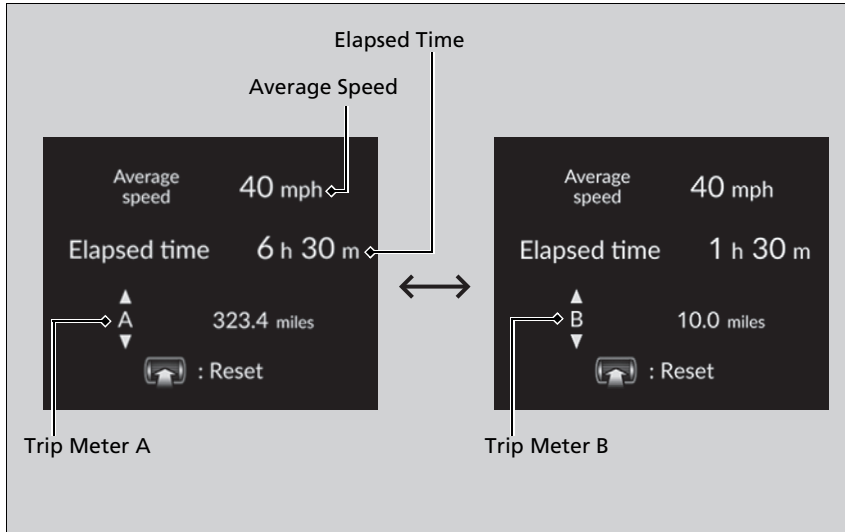 Elapsed Time
Average Speed
Average
speed
40 mph
Elapsed time 6 h 30 m
A 323.4 miles
: Reset
Trip Meter A
Average
speed
40 mph
Elapsed time 1 h 30 m
B 10.0 miles
: Reset
Trip Meter B